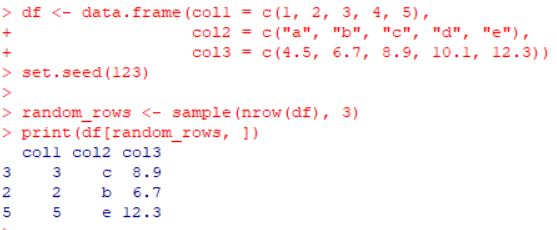 > df <- data.frame(col1 = c(1, 2, 3, 4, 5),
+                  col2 = c("a", "b", "c", "d", "e"),
+                  col3 = c(4.5, 6.7, 8.9, 10.1, 12.3))
> set.seed(123)
>
> random_rows <- sample(nrow(df), 3)
> print(df[random_rows, ])
  col1 col2 col3
3    3    c  8.9
2    2    b  6.7
5    5    e 12.3